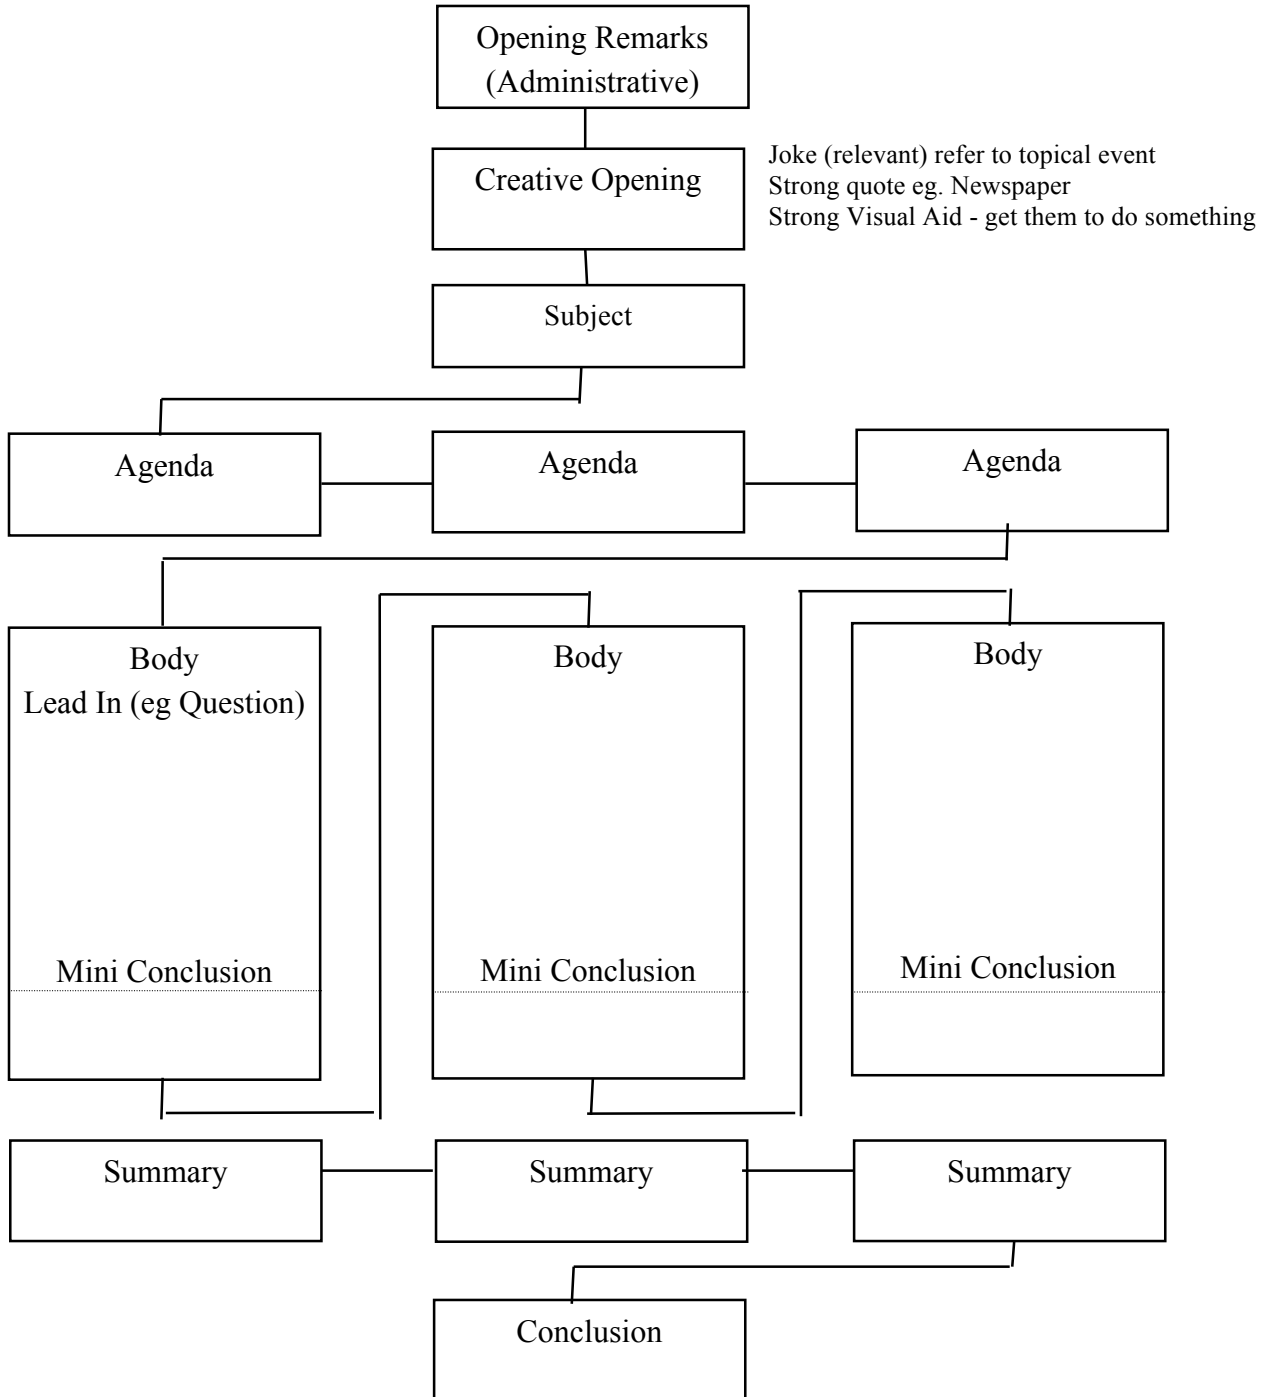 Opening Remarks
(Administrative)
Creative Opening
Joke (relevant) refer to topical event
Strong quote eg. Newspaper
Strong Visual Aid - get them to do something
Subject
Agenda
Agenda
Agenda
Body
Lead In (eg Question)
Mini Conclusion
Body
Mini Conclusion
Body
Mini Conclusion
Summary
Summary
Summary
Conclusion